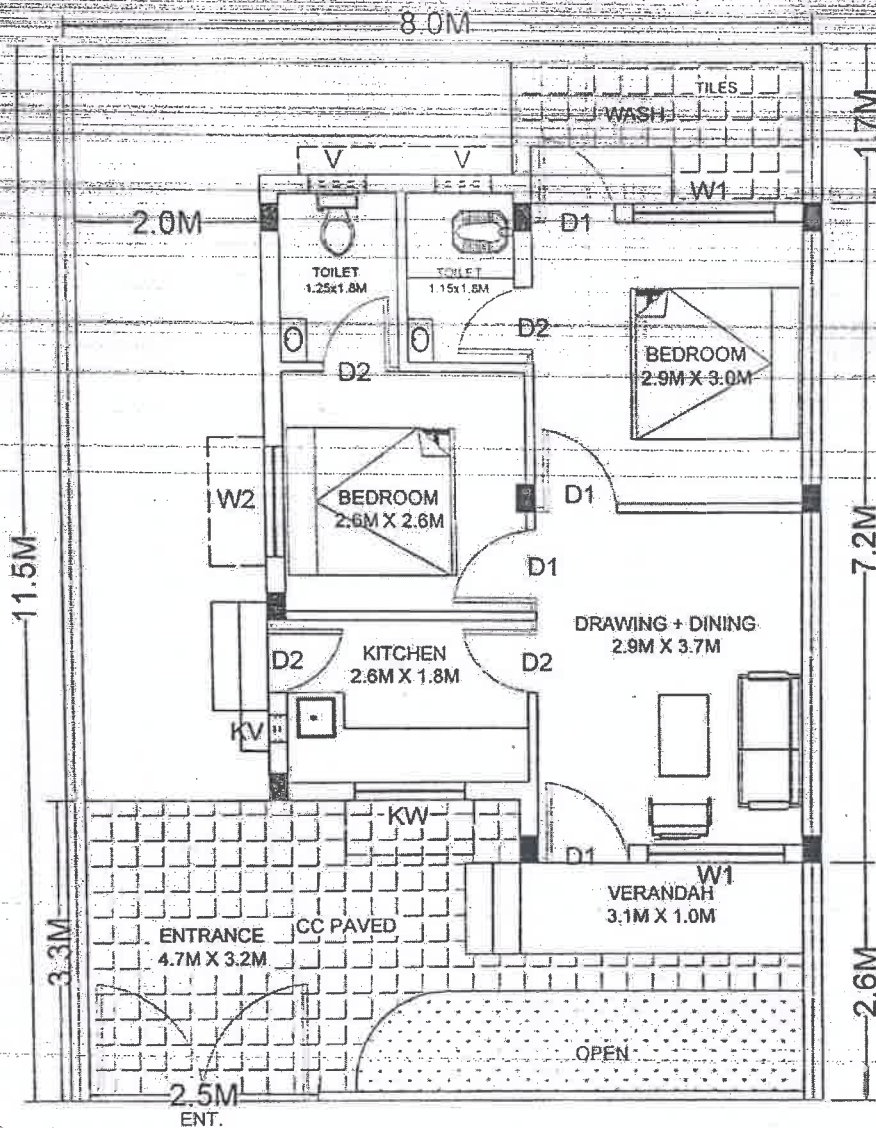 8.0M
TILES
WASH
1.7M
V
V
W1
2.0M
D1
TOILET
1.25x1.8M
TOILET
1.15x1.8M
D2
BEDROOM
2.9M X 3.0M
D2
W2
BEDROOM
2.6M X 2.6M
D1
11.5M
7.2M
D1
DRAWING + DINING
2.9M X 3.7M
D2
KITCHEN
2.6M X 1.8M
D2
KV
KW
D1
W1
VERANDAH
3.1M X 1.0M
3.3M
ENTRANCE
4.7M X 3.2M
CC PAVED
2.6M
OPEN
2.5M
ENT.